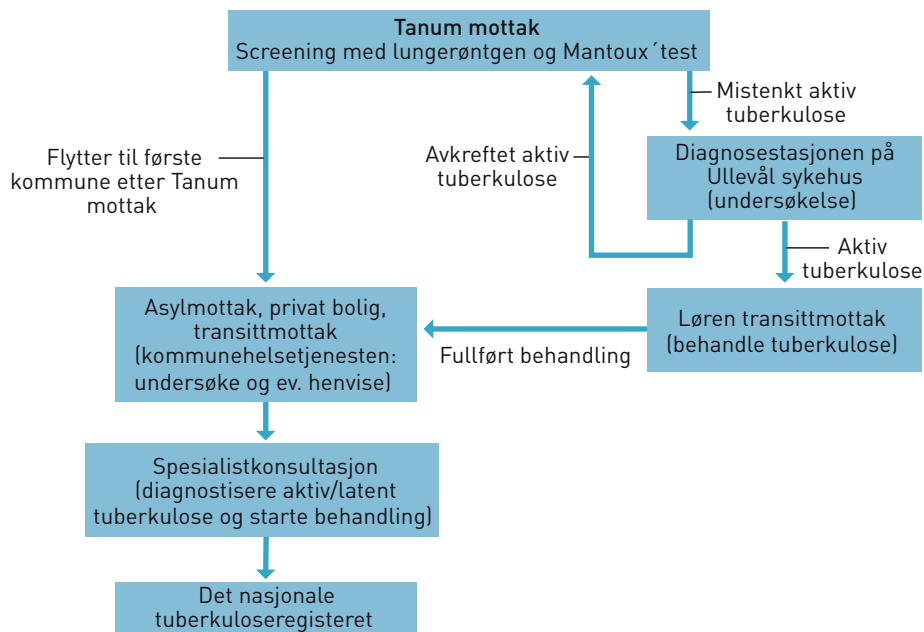 Tanum mottak
Screening med lungerøntgen og Mantoux´test
Mistenkt aktiv
tuberkulose
Flytter til første
kommune etter Tanum
mottak
Avkreftet aktiv
tuberkulose
Diagnosestasjonen på
Ullevål sykehus
(undersøkelse)
Aktiv
tuberkulose
Asylmottak, privat bolig,
transittmottak
(kommunehelsetjenesten:
undersøke og ev. henvise)
Fullført behandling
Løren transittmottak
(behandle tuberkulose)
Spesialistkonsultasjon
(diagnostisere aktiv/latent
tuberkulose og starte behandling)
Det nasjonale
tuberkuloseregisteret